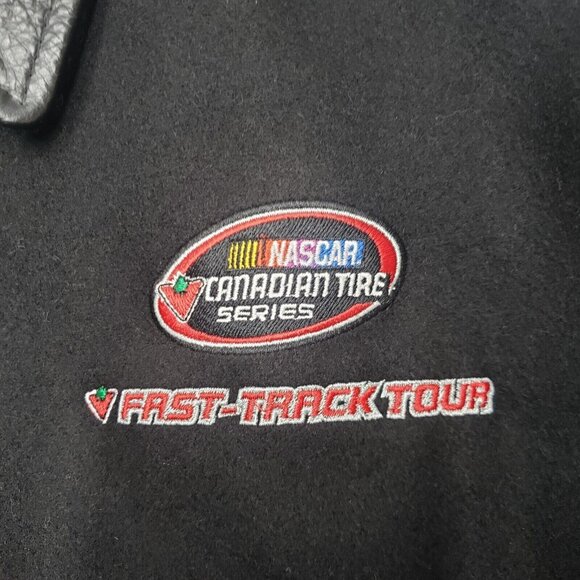 NASCAR
CANADIAN TIRE
SERIES
FAST-TRACK TOUR